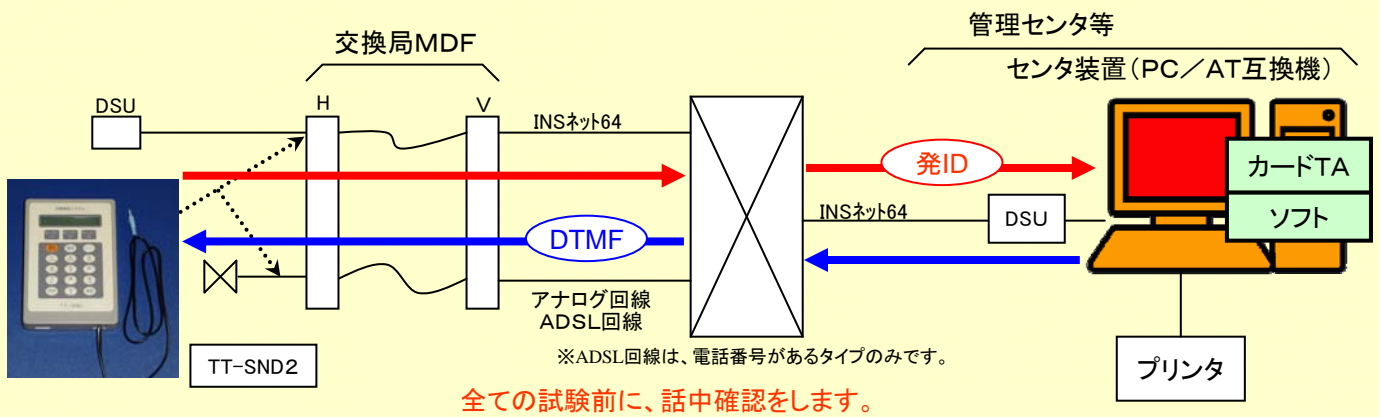 管理センタ等
交換局MDF
センタ装置(PC/AT互換機)
DSU
H
V
INSネット64
発ID
カードTA
ソフト
INSネット64
DSU
DTMF
アナログ回線
ADSL回線
※ADSL回線は、電話番号があるタイプのみです。
TT-SND2
プリンタ
全ての試験前に、話中確認をします。